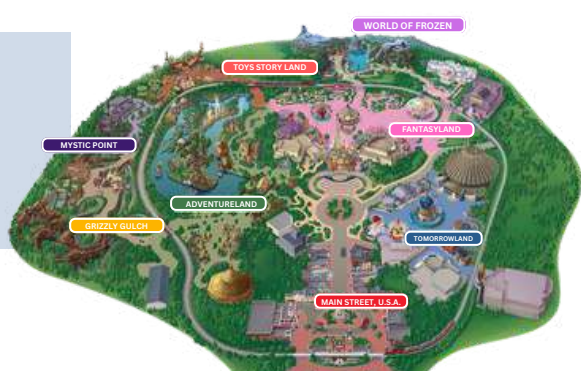 WORLD OF FROZEN
TOYS STORY LAND
FANTASYLAND
MYSTIC POINT
ADVENTURELAND
GRIZZLY GULCH
TOMORROWLAND
MAIN STREET, U.S.A.